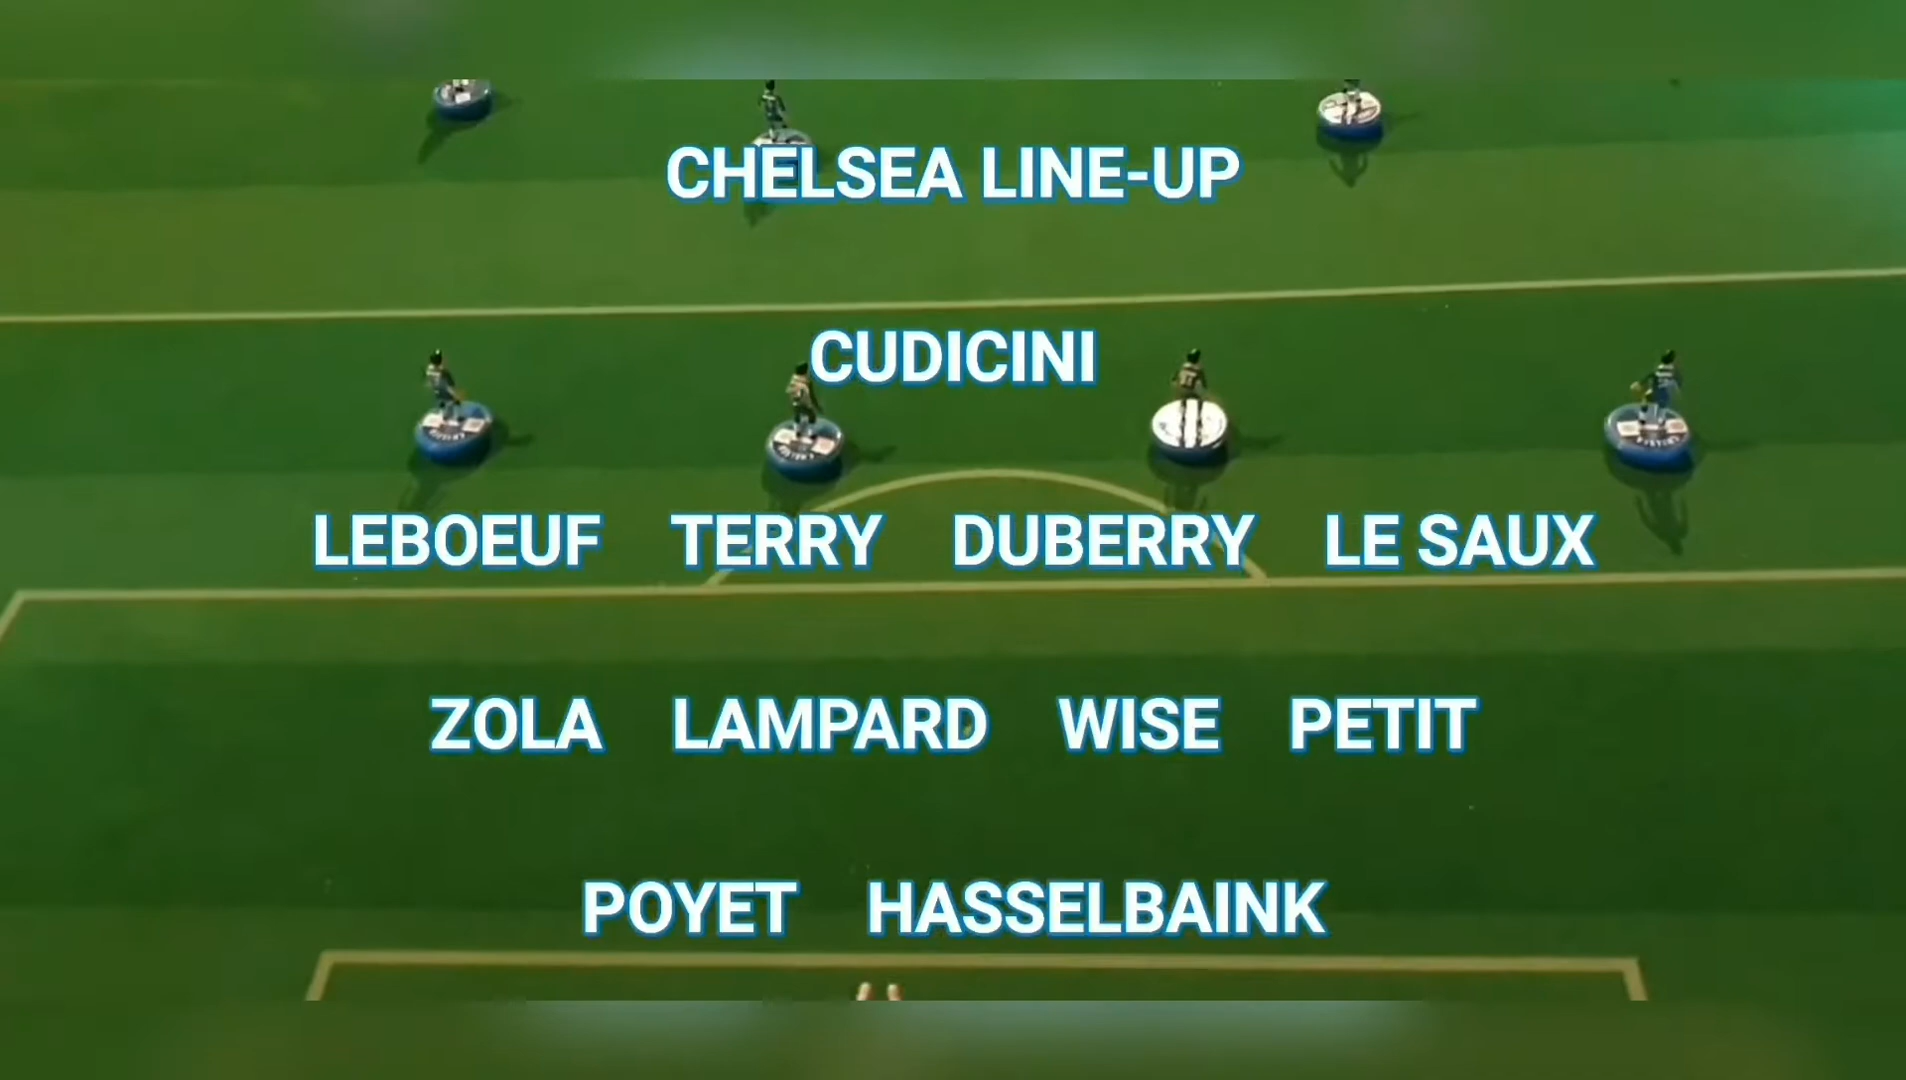 CHELSEA LINE-UP
CUDICINI
LEBOEUF TERRY DUBERRY LE SAUX
ZOLA LAMPARD WISE PETIT
POYET HASSELBAINK